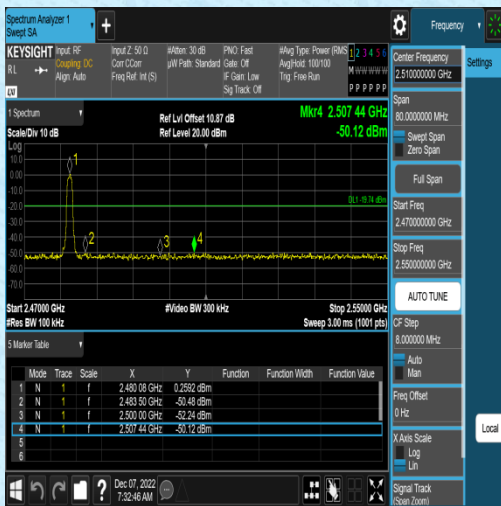 Spectrum Analyzer 1
Swept SA
Frequency
KEYSIGHT Input: RF Input Z: 50 Ω #Atten: 30 dB PNO: Fast #Avg Type: Power (RMS 1 2 3 4 5 6
RL Coupling: DC Corr CCorr µW Path: Standard Gate: Off Avg|Hold: 100/100
Align: Auto Freq Ref: Int (S) IF Gain: Low Trig: Free Run
Sig Track: Off
M W W W W W
P P P P P P
1 Spectrum
Ref Lvl Offset 10.87 dB Mkr4 2.507 44 GHz
Scale/Div 10 dB Ref Level 20.00 dBm -50.12 dBm
Log
10.0
0.00
-10.0
DL1 -19.74 dBm
-20.0
-30.0
-40.0
-50.0
-60.0
-70.0
1
2
3
4
Start 2.47000 GHz #Video BW 300 kHz Stop 2.55000 GHz
#Res BW 100 kHz Sweep 3.00 ms (1001 pts)
5 Marker Table
Mode Trace Scale X Y Function Function Width Function Value
1 N 1 f 2.480 08 GHz 0.2592 dBm
2 N 1 f 2.483 50 GHz -50.48 dBm
3 N 1 f 2.500 00 GHz -52.24 dBm
4 N 1 f 2.507 44 GHz -50.12 dBm
5
6
Dec 07, 2022
7:32:46 AM
Center Frequency
2.510000000 GHz
Settings
Span
80.0000000 MHz
Swept Span
Zero Span
Full Span
Start Freq
2.470000000 GHz
Stop Freq
2.550000000 GHz
AUTO TUNE
CF Step
8.000000 MHz
Auto
Man
Freq Offset
0 Hz
Local
X Axis Scale
Log
Lin
Signal Track
(Span Zoom)